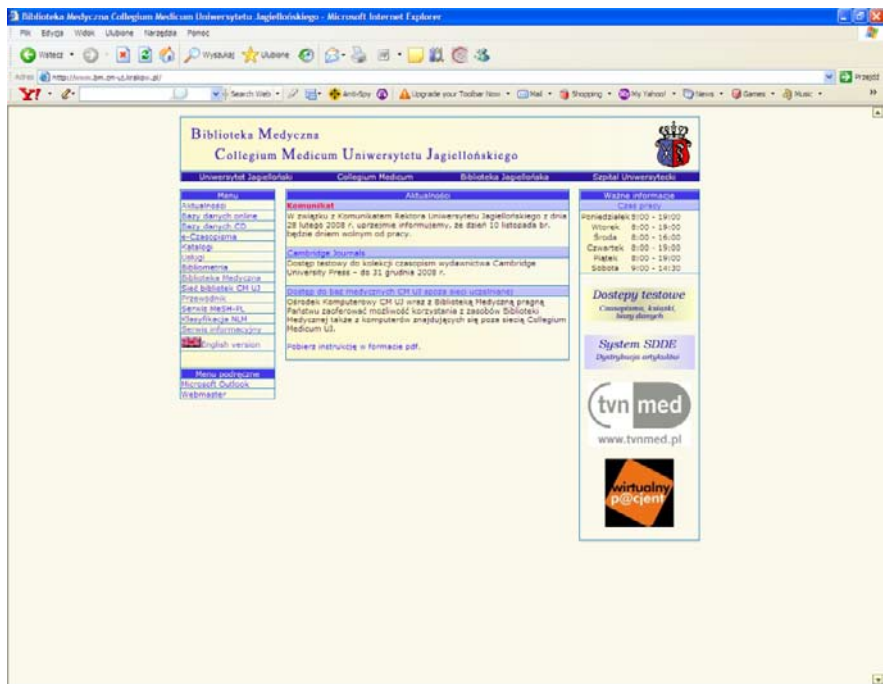 Biblioteka Medyczna Collegium Medicum Uniwersytetu Jagiellońskiego - Microsoft Internet Explorer
Plik Edycja Widok Ulubione Narzędzia Pomoc
Wstecz Wyszukaj Ulubione
Adres http://www.bm.cm-uj.krakow.pl/ Przejdź
Y! Search Web Anti-Spy Upgrade your Toolbar Now Mail Shopping My Yahoo! News Games Music
Biblioteka Medyczna
Collegium Medicum Uniwersytetu Jagiellońskiego
Uniwersytet Jagielloński Collegium Medicum Biblioteka Jagiellońska Szpital Uniwersytecki
Menu
Aktualności
Bazy danych online
Bazy danych CD
e-Czasopisma
Katalogi
Usługi
Bibliometria
Biblioteka Medyczna
Sieć bibliotek CM UJ
Przewodnik
Serwis MeSH-PL
Klasyfikacja NLM
Serwis informacyjny
English version
Menu podręczne
Microsoft Outlook
Webmaster
Aktualności
Komunikat
W związku z Komunikatem Rektora Uniwersytetu Jagiellońskiego z dnia
28 lutego 2008 r. uprzejmie informujemy, że dzień 10 listopada br.
będzie dniem wolnym od pracy.
Cambridge Journals
Dostęp testowy do kolekcji czasopism wydawnictwa Cambridge
University Press - do 31 grudnia 2008 r.
Dostęp do baz medycznych CM UJ spoza sieci uczelnianej
Ośrodek Komputerowy CM UJ wraz z Biblioteką Medyczną pragną
Państwu zaoferować możliwość korzystania z zasobów Biblioteki
Medycznej także z komputerów znajdujących się poza siecią Collegium
Medicum UJ.
Pobierz instrukcję w formacie pdf.
Ważne informacje
Czas pracy
Poniedziałek 8:00 - 19:00
Wtorek 8:00 - 19:00
Środa 8:00 - 16:00
Czwartek 8:00 - 19:00
Piątek 8:00 - 19:00
Sobota 9:00 - 14:30
Dostępy testowe
Czasopisma, książki,
bazy danych
System SDDE
Dystrybucja artykułów
tvn med
www.tvnmed.pl
wirtualny
p@cjent